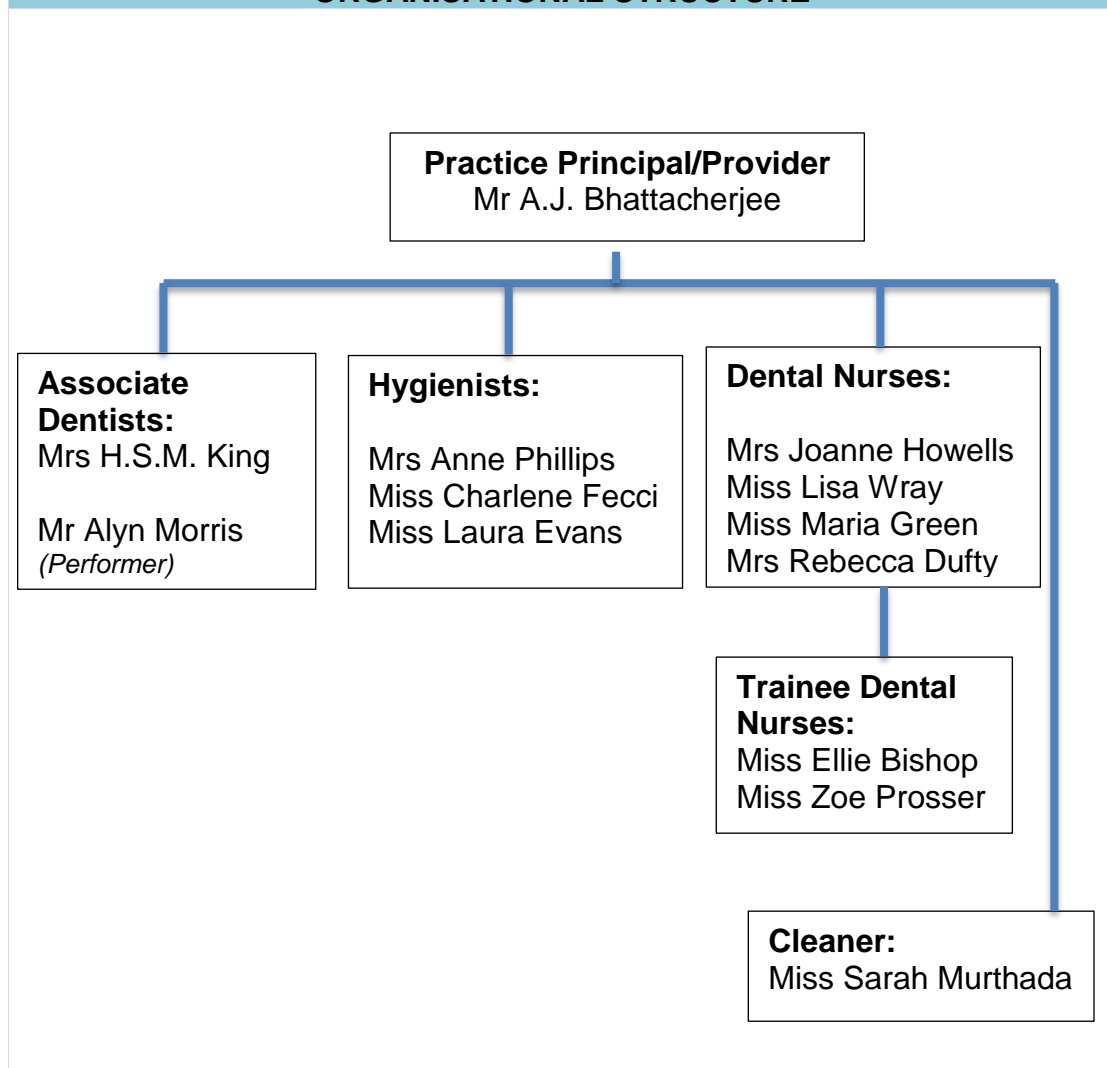 ORGANISATIONAL STRUCTURE
Practice Principal/Provider
Mr A.J. Bhattacherjee
Associate
Dentists:
Mrs H.S.M. King
Mr Alyn Morris
(Performer)
Hygienists:
Mrs Anne Phillips
Miss Charlene Fecci
Miss Laura Evans
Dental Nurses:
Mrs Joanne Howells
Miss Lisa Wray
Miss Maria Green
Mrs Rebecca Dufty
Trainee Dental
Nurses:
Miss Ellie Bishop
Miss Zoe Prosser
Cleaner:
Miss Sarah Murthada